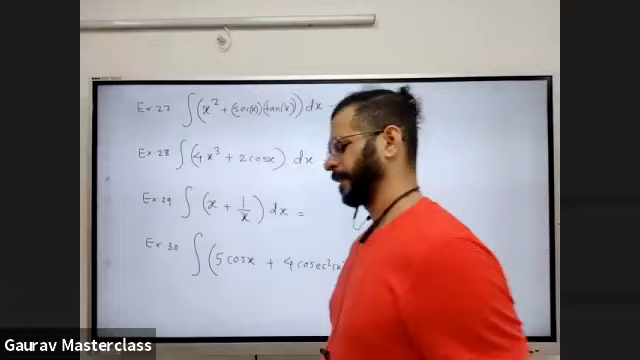 Ex 27 ∫(x² + (sec(x))(tan(x))) dx
Ex 28 ∫(4x³ + 2cosx) dx
Ex 29 ∫(x + 1/x) dx =
Ex 30 ∫(5cosx + 4cosec²(x)
Gaurav Masterclass